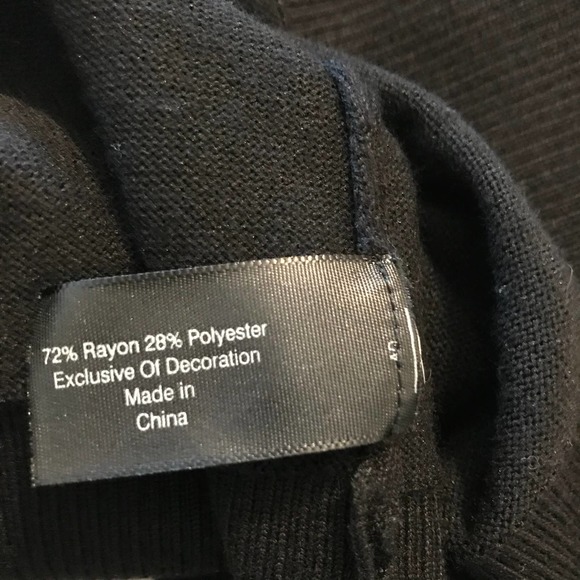 72% Rayon 28% Polyester
Exclusive Of Decoration
Made in
China